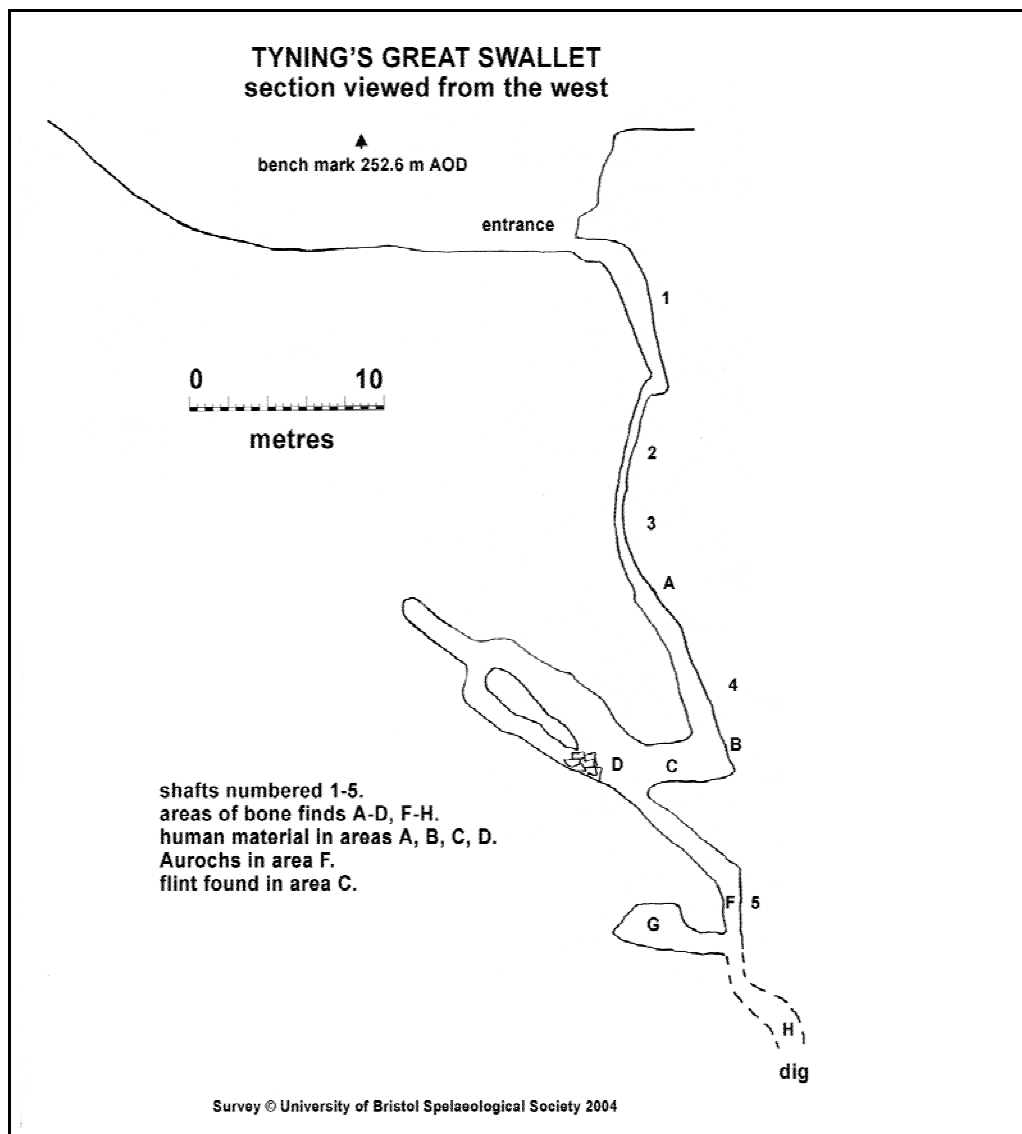 TYNING'S GREAT SWALLET
section viewed from the west
bench mark 252.6 m AOD
entrance
1
0 10
metres
2
3
A
4
B
D C
shafts numbered 1-5.
areas of bone finds A-D, F-H.
human material in areas A, B, C, D.
Aurochs in area F.
flint found in area C.
F 5
G
H
dig
Survey © University of Bristol Spelaeological Society 2004